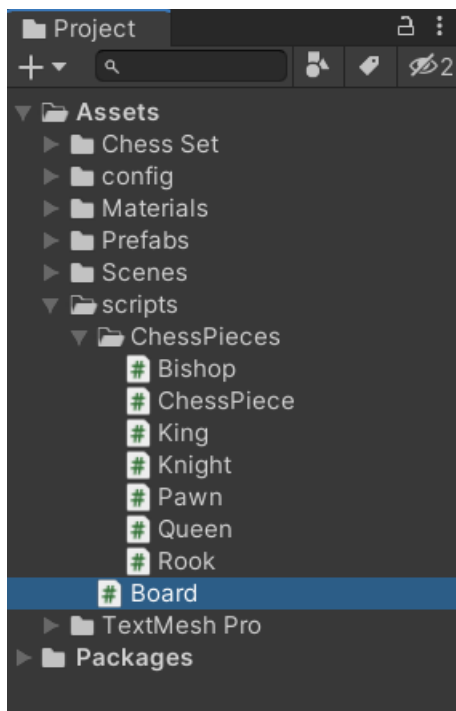 Project
2
Assets
Chess Set
config
Materials
Prefabs
Scenes
scripts
ChessPieces
# Bishop
# ChessPiece
# King
# Knight
# Pawn
# Queen
# Rook
# Board
TextMesh Pro
Packages